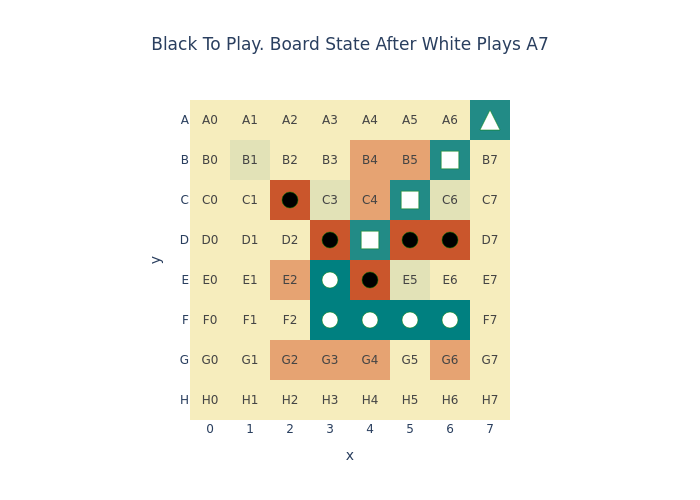 Black To Play. Board State After White Plays A7
A A0 A1 A2 A3 A4 A5 A6
B B0 B1 B2 B3 B4 B5 B7
C C0 C1 C3 C4 C6 C7
D D0 D1 D2 D7
y
E E0 E1 E2 E5 E6 E7
F F0 F1 F2 F7
G G0 G1 G2 G3 G4 G5 G6 G7
H H0 H1 H2 H3 H4 H5 H6 H7
0 1 2 3 4 5 6 7
x